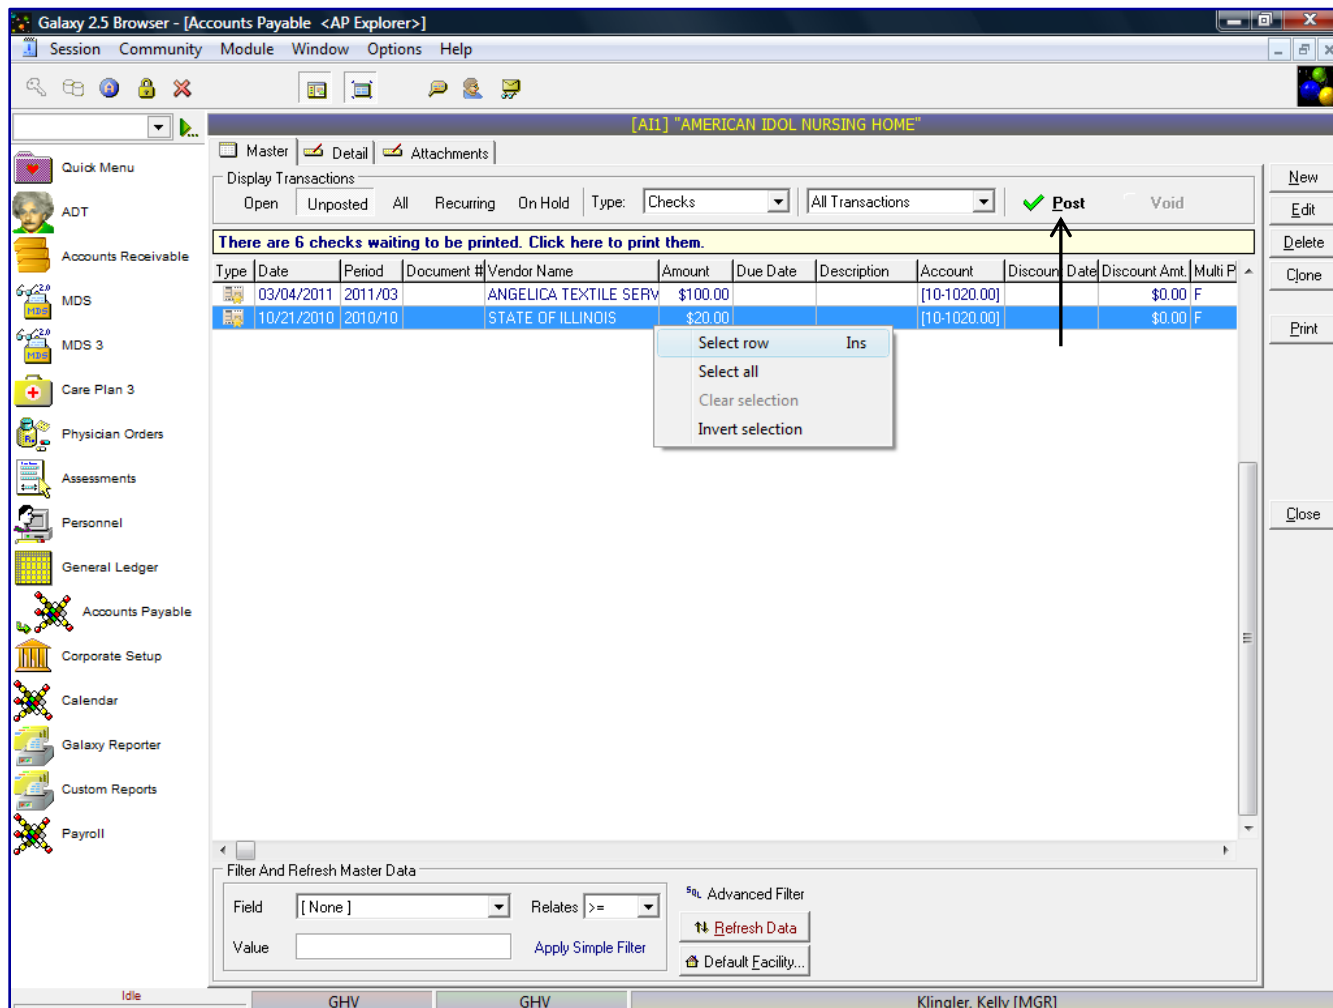 Galaxy 2.5 Browser - [Accounts Payable <AP Explorer>]
Session Community Module Window Options Help
[AI1] "AMERICAN IDOL NURSING HOME"
Master Detail Attachments
Display Transactions
Open Unposted All Recurring On Hold Type: Checks All Transactions Post Void
There are 6 checks waiting to be printed. Click here to print them.
Type Date Period Document # Vendor Name Amount Due Date Description Account Discoun Date Discount Amt. Multi P
03/04/2011 2011/03 ANGELICA TEXTILE SERV $100.00 [10-1020.00] $0.00 F
10/21/2010 2010/10 STATE OF ILLINOIS $20.00 [10-1020.00] $0.00 F
Select row Ins
Select all
Clear selection
Invert selection
New
Edit
Delete
Clone
Print
Close
Quick Menu
ADT
Accounts Receivable
MDS
MDS 3
Care Plan 3
Physician Orders
Assessments
Personnel
General Ledger
Accounts Payable
Corporate Setup
Calendar
Galaxy Reporter
Custom Reports
Payroll
Filter And Refresh Master Data
Field [ None ] Relates >=
Value Apply Simple Filter
SQL Advanced Filter
Refresh Data
Default Facility...
Idle GHV GHV Klingler, Kelly [MGR]